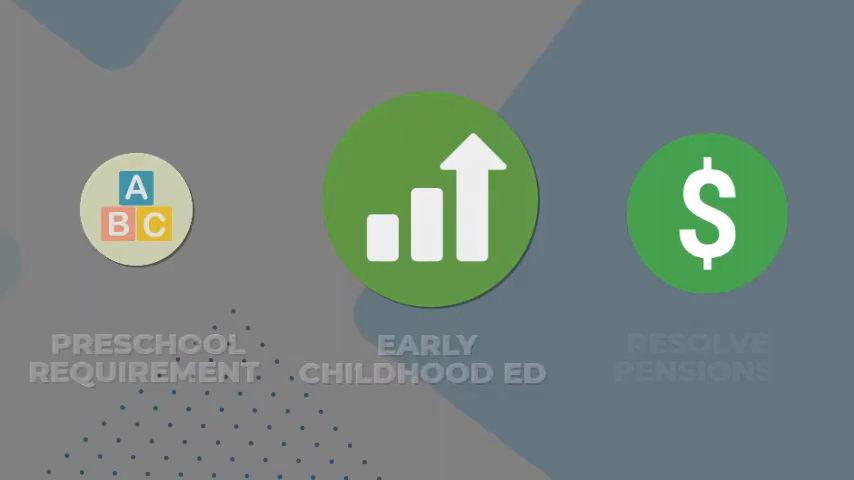 A
B C
$
PRESCHOOL
REQUIREMENT
EARLY
CHILDHOOD ED
RESOLVE
PENSIONS